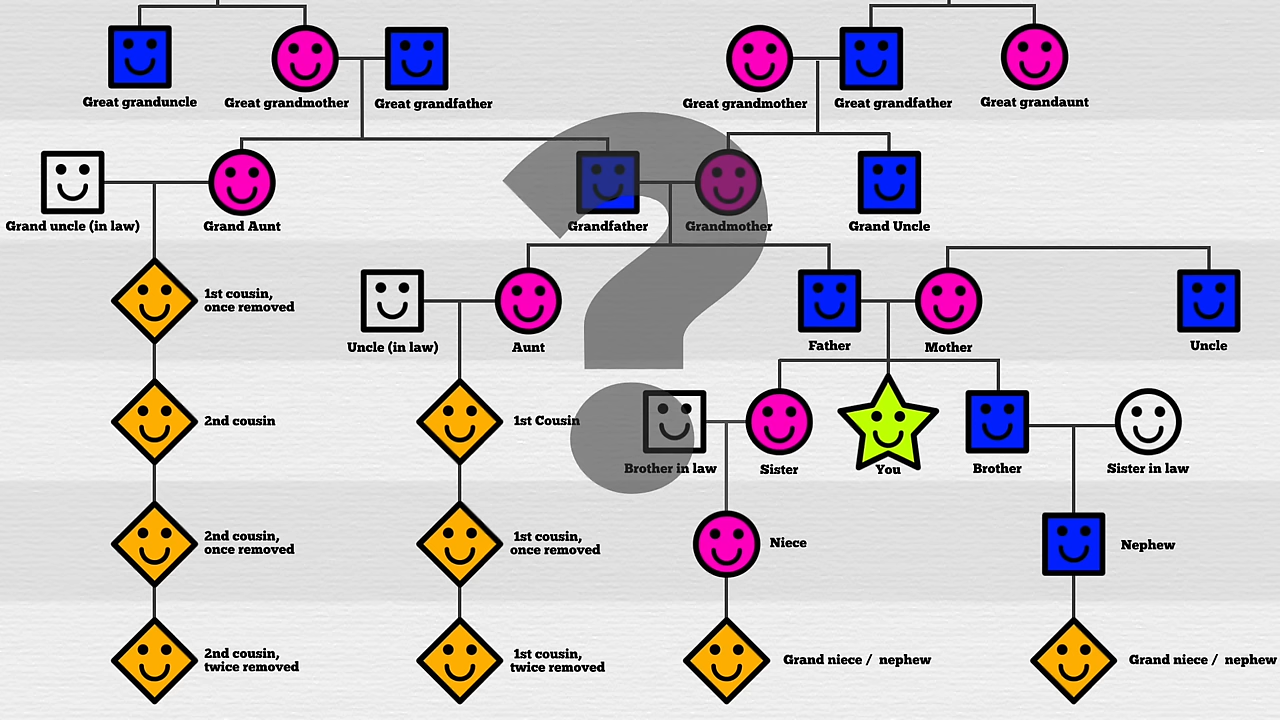 Great granduncle
Great grandmother
Great grandfather
Great grandmother
Great grandfather
Great grandaunt
Grand uncle (in law)
Grand Aunt
Grandfather
Grandmother
Grand Uncle
1st cousin,
once removed
Uncle (in law)
Aunt
Father
Mother
Uncle
2nd cousin
1st Cousin
Brother in law
Sister
You
Brother
Sister in law
2nd cousin,
once removed
1st cousin,
once removed
Niece
Nephew
2nd cousin,
twice removed
1st cousin,
twice removed
Grand niece / nephew
Grand niece / nephew
?